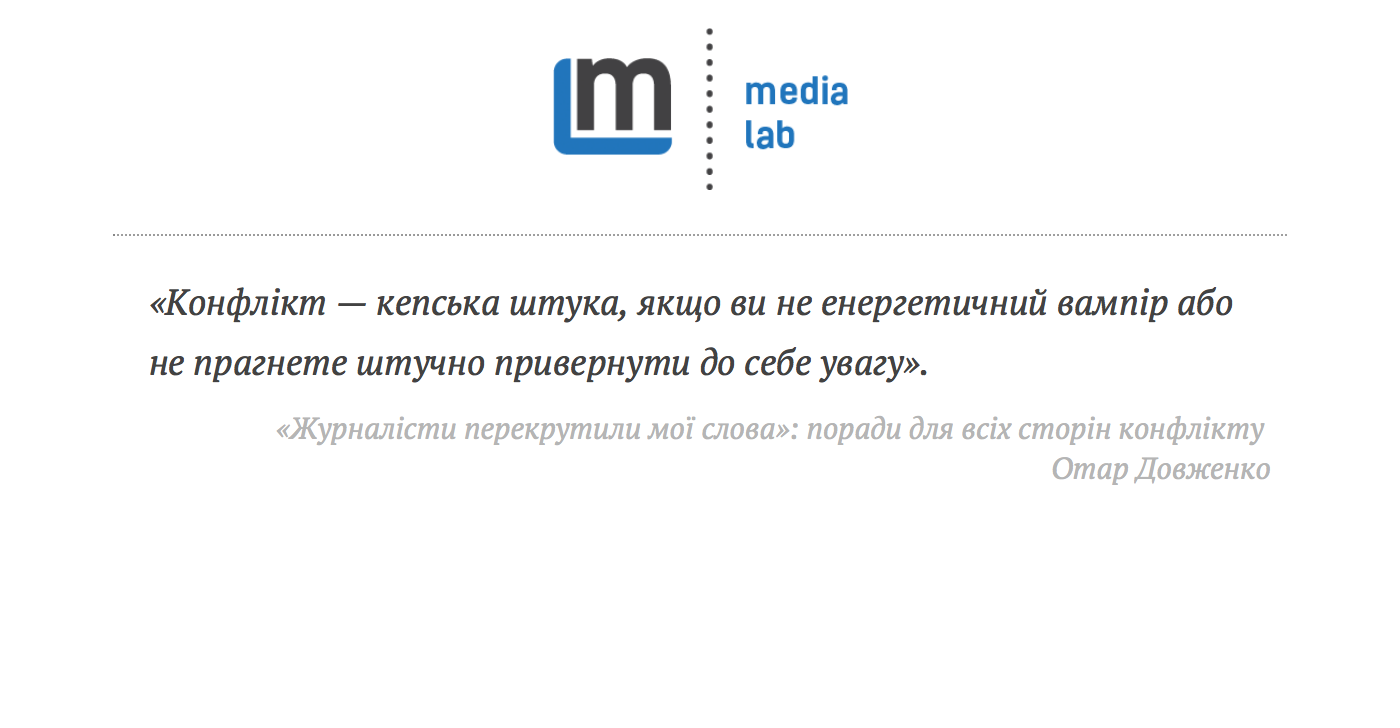 m
media
lab
«Конфлікт — кепська штука, якщо ви не енергетичний вампір або
не прагнете штучно привернути до себе увагу».
«Журналісти перекрутили мої слова»: поради для всіх сторін конфлікту
Отар Довженко